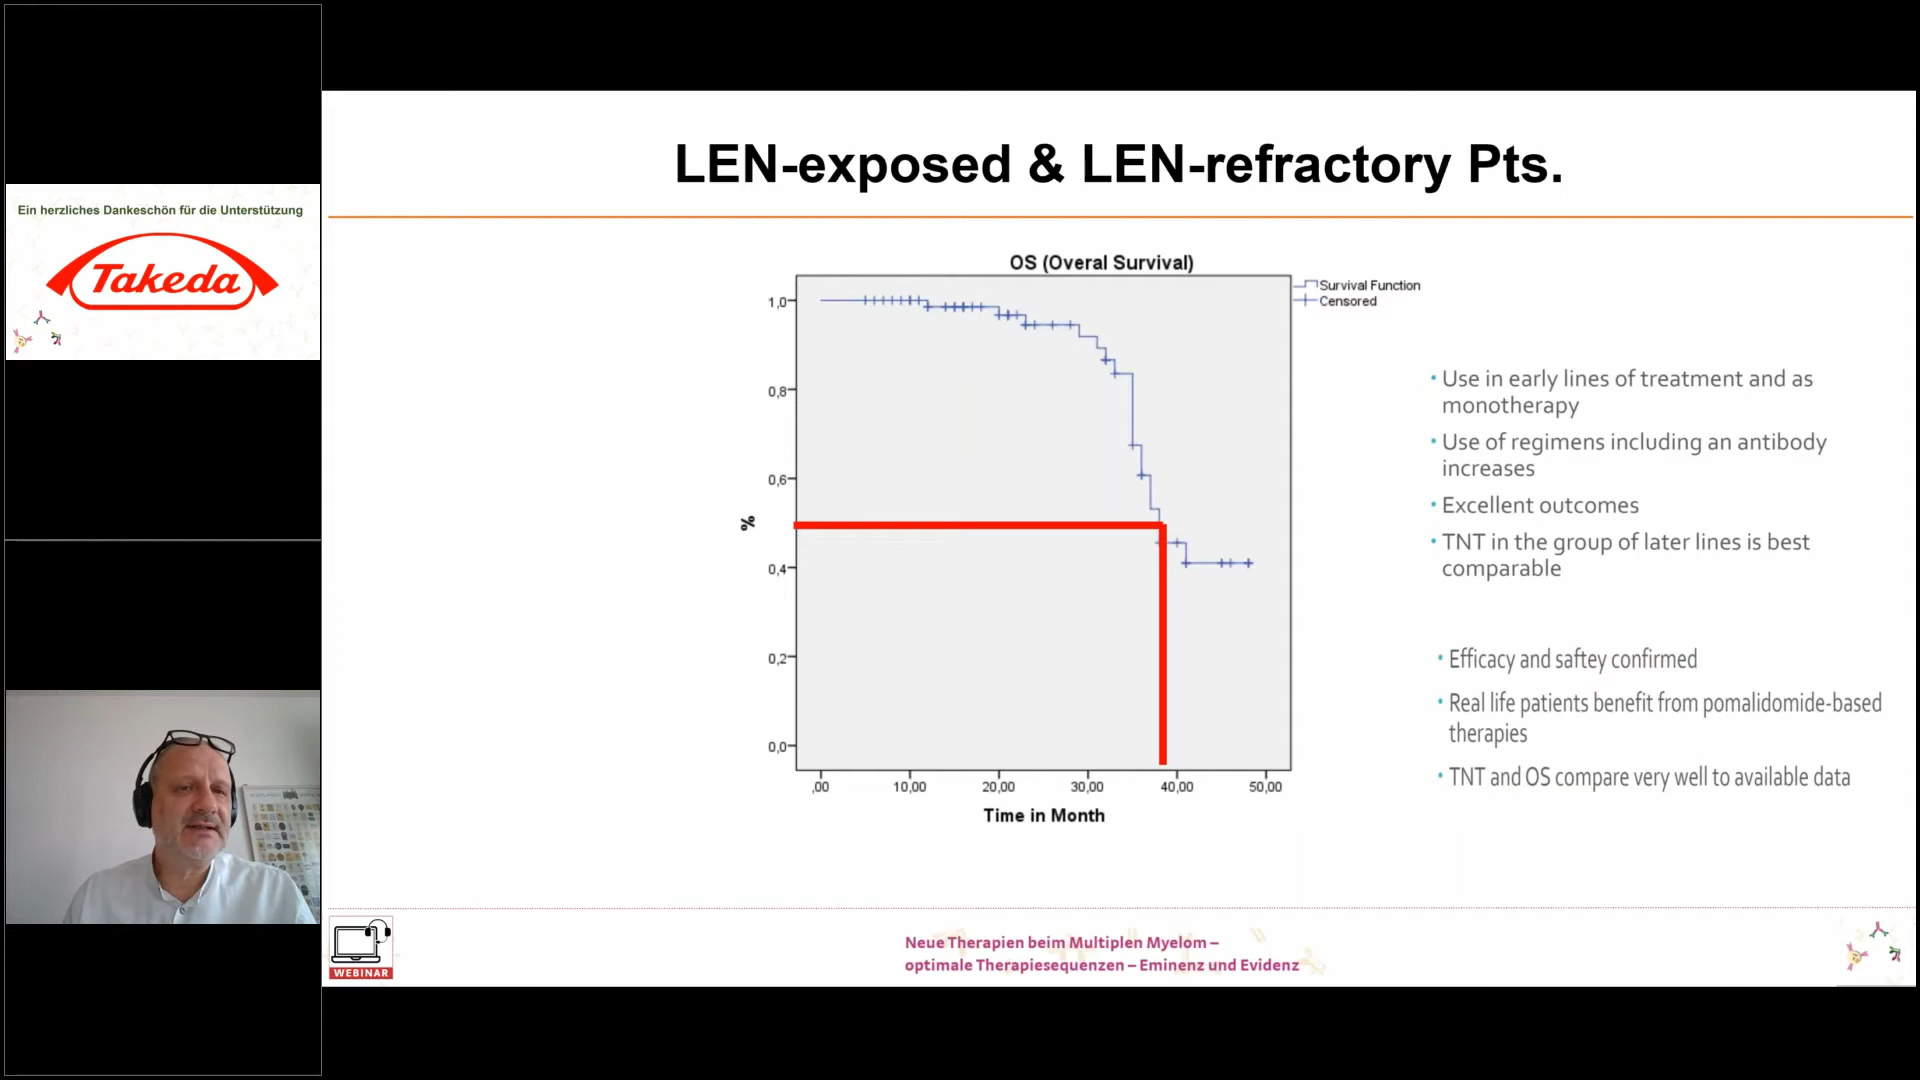 Ein herzliches Dankeschön für die Unterstützung
Takeda
LEN-exposed & LEN-refractory Pts.
OS (Overal Survival)
Survival Function
Censored
1,0
0,8
0,6
0,4
0,2
0,0
%
,00
10,00
20,00
30,00
40,00
50,00
Time in Month
• Use in early lines of treatment and as
monotherapy
• Use of regimens including an antibody
increases
• Excellent outcomes
• TNT in the group of later lines is best
comparable
• Efficacy and saftey confirmed
• Real life patients benefit from pomalidomide-based
therapies
• TNT and OS compare very well to available data
WEBINAR
Neue Therapien beim Multiplen Myelom –
optimale Therapiesequenzen – Eminenz und Evidenz